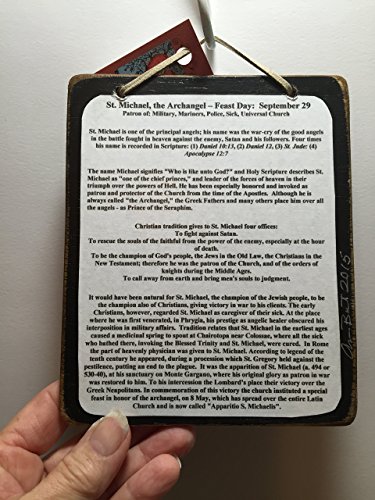 St. Michael, the Archangel – Feast Day: September 29
Patron of: Military, Mariners, Police, Sick, Universal Church
St. Michael is one of the principal angels; his name was the war-cry of the good angels
in the battle fought in heaven against the enemy, Satan and his followers. Four times
his name is recorded in Scripture: (1) Daniel 10:13, (2) Daniel 12, (3) St. Jude: (4)
Apocalypse 12:7
The name Michael signifies "Who is like unto God?" and Holy Scripture describes St.
Michael as "one of the chief princes," and leader of the forces of heaven in their
triumph over the powers of Hell. He has been especially honored and invoked as
patron and protector of the Church from the time of the Apostles. Although he is
always called "the Archangel," the Greek Fathers and many others place him over all
the angels - as Prince of the Seraphim.
Christian tradition gives to St. Michael four offices:
To fight against Satan.
To rescue the souls of the faithful from the power of the enemy, especially at the hour
of death.
To be the champion of God's people, the Jews in the Old Law, the Christians in the
New Testament; therefore he was the patron of the Church, and of the orders of
knights during the Middle Ages.
To call away from earth and bring men's souls to judgment.
It would have been natural for St. Michael, the champion of the Jewish people, to be
the champion also of Christians, giving victory in war to his clients. The early
Christians, however, regarded St. Michael as caregiver of their sick. At the place
where he was first venerated, in Phrygia, his prestige as angelic healer obscured his
interposition in military affairs. Tradition relates that St. Michael in the earliest ages
caused a medicinal spring to spout at Chairotopa near Colossae, where all the sick
who bathed there, invoking the Blessed Trinity and St. Michael, were cured. In Rome
the part of heavenly physician was given to St. Michael. According to legend of the
tenth century he appeared, during a procession which St. Gregory held against the
pestilence, putting an end to the plague. It was the apparition of St. Michael (a. 494 or
530-40), at his sanctuary on Monte Gargano, where his original glory as patron in war
was restored to him. To his intercession the Lombard's place their victory over the
Greek Neapolitans. In commemoration of this victory the church instituted a special
feast in honor of the archangel, on 8 May, which has spread over the entire Latin
Church and is now called "Apparitio S. Michaelis".
2015